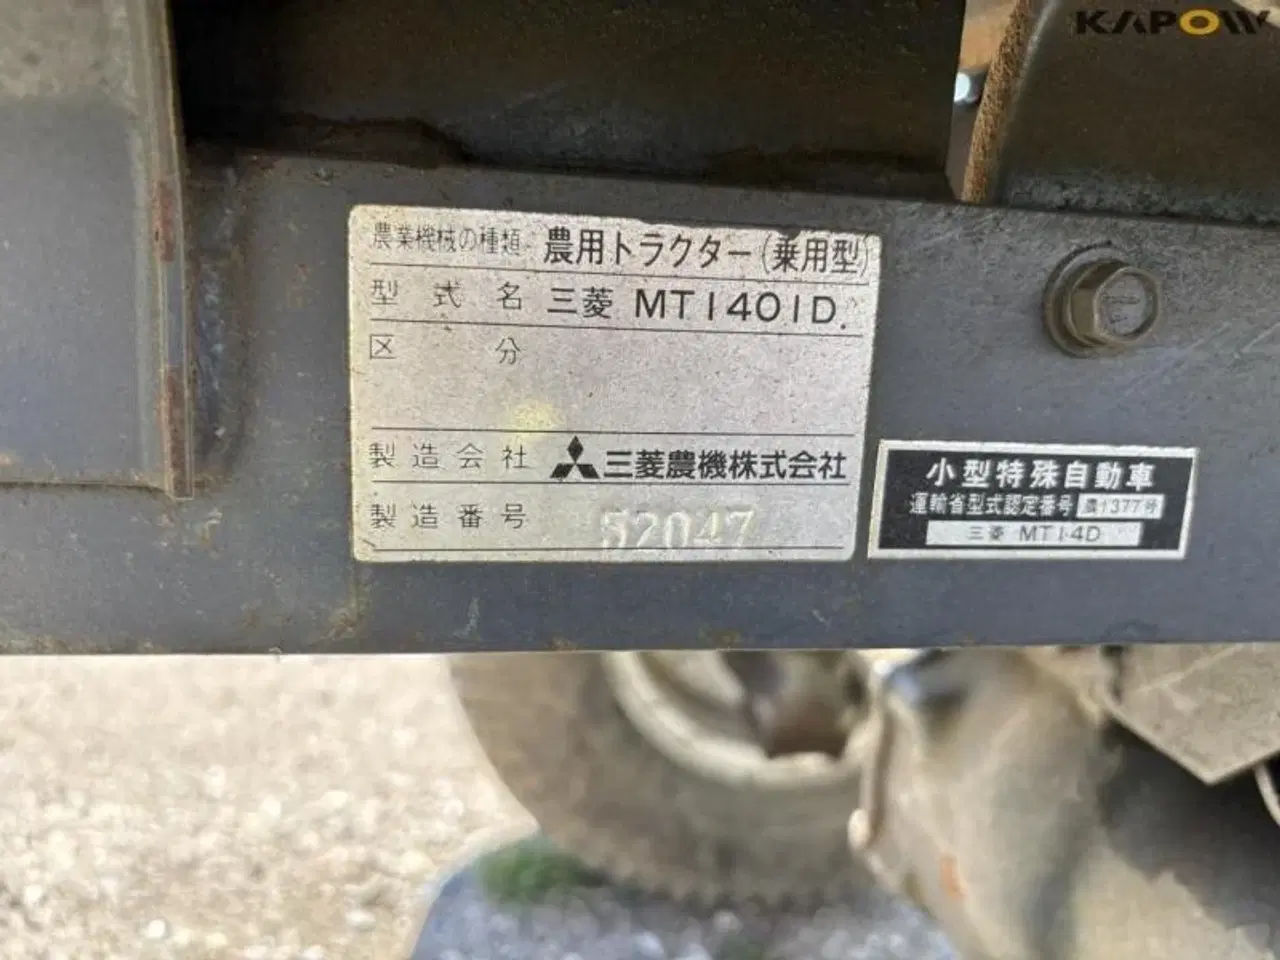 KAPOW
農業機械の種類 農用トラクター(乗用型)
型式名 三菱 MT1401D.
区分
製造会社 三菱農機株式会社
製造番号 52047
小型特殊自動車
運輸省型式認定番号 農1377号
三菱 MT14D